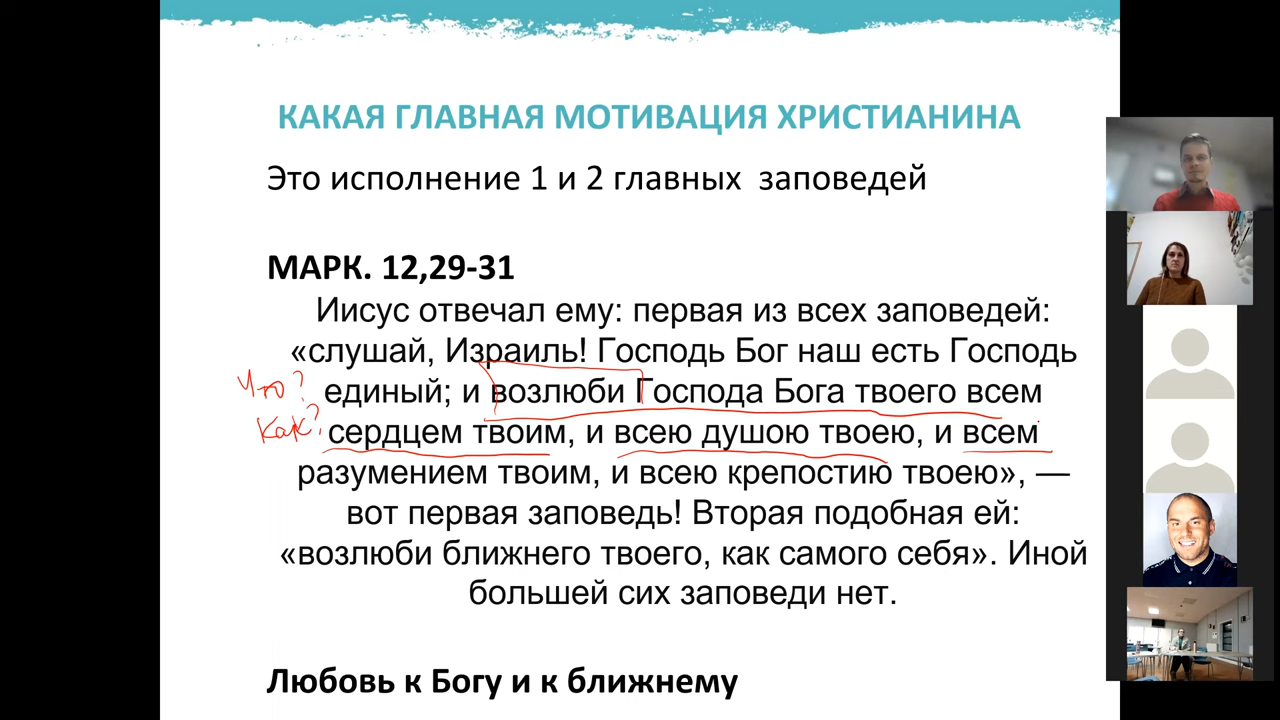 КАКАЯ ГЛАВНАЯ МОТИВАЦИЯ ХРИСТИАНИНА
Это исполнение 1 и 2 главных заповедей
МАРК. 12,29-31
Иисус отвечал ему: первая из всех заповедей:
«слушай, Израиль! Господь Бог наш есть Господь
Что? единый; и возлюби Господа Бога твоего всем
Как? сердцем твоим, и всею душою твоею, и всем
разумением твоим, и всею крепостию твоею», —
вот первая заповедь! Вторая подобная ей:
«возлюби ближнего твоего, как самого себя». Иной
большей сих заповеди нет.
Любовь к Богу и к ближнему